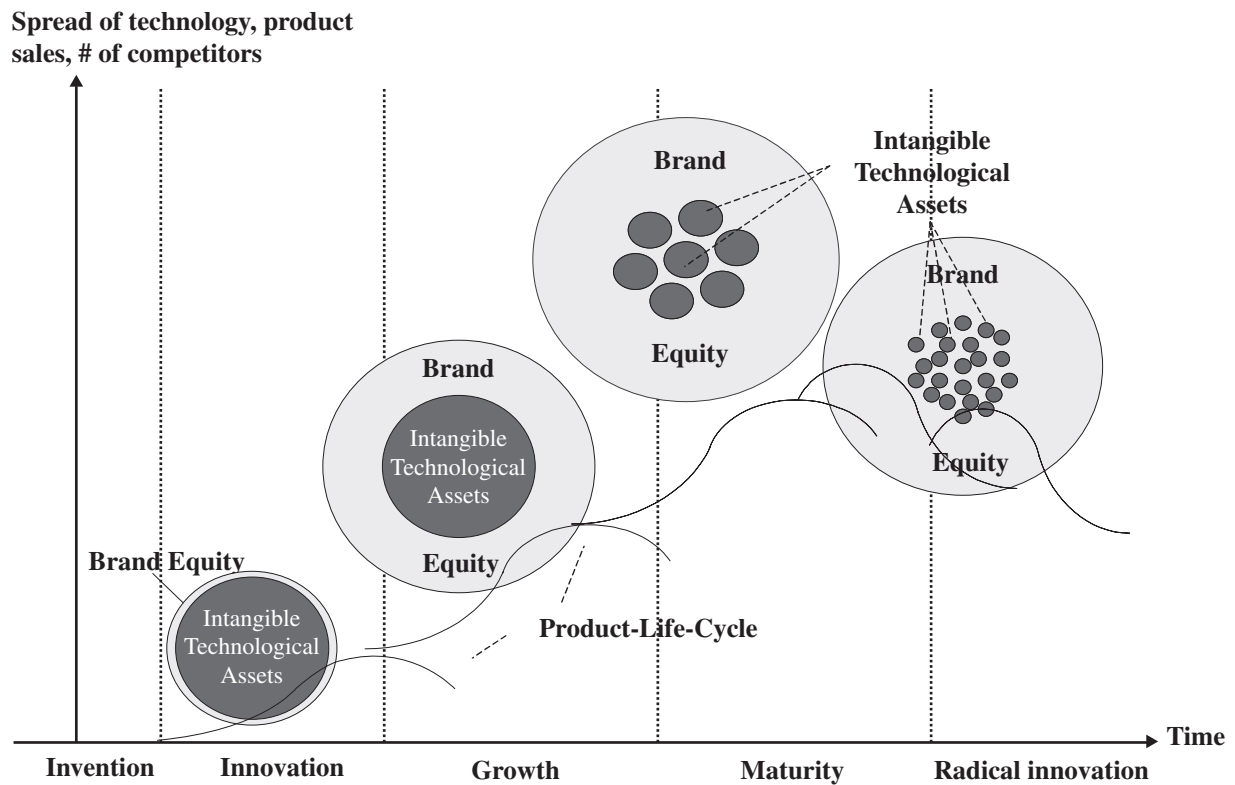 Spread of technology, product
sales, # of competitors
Intangible
Technological
Assets
Brand
Equity
Brand
Equity
Brand
Intangible
Technological
Assets
Equity
Brand Equity
Intangible
Technological
Assets
Product-Life-Cycle
Time
Invention
Innovation
Growth
Maturity
Radical innovation